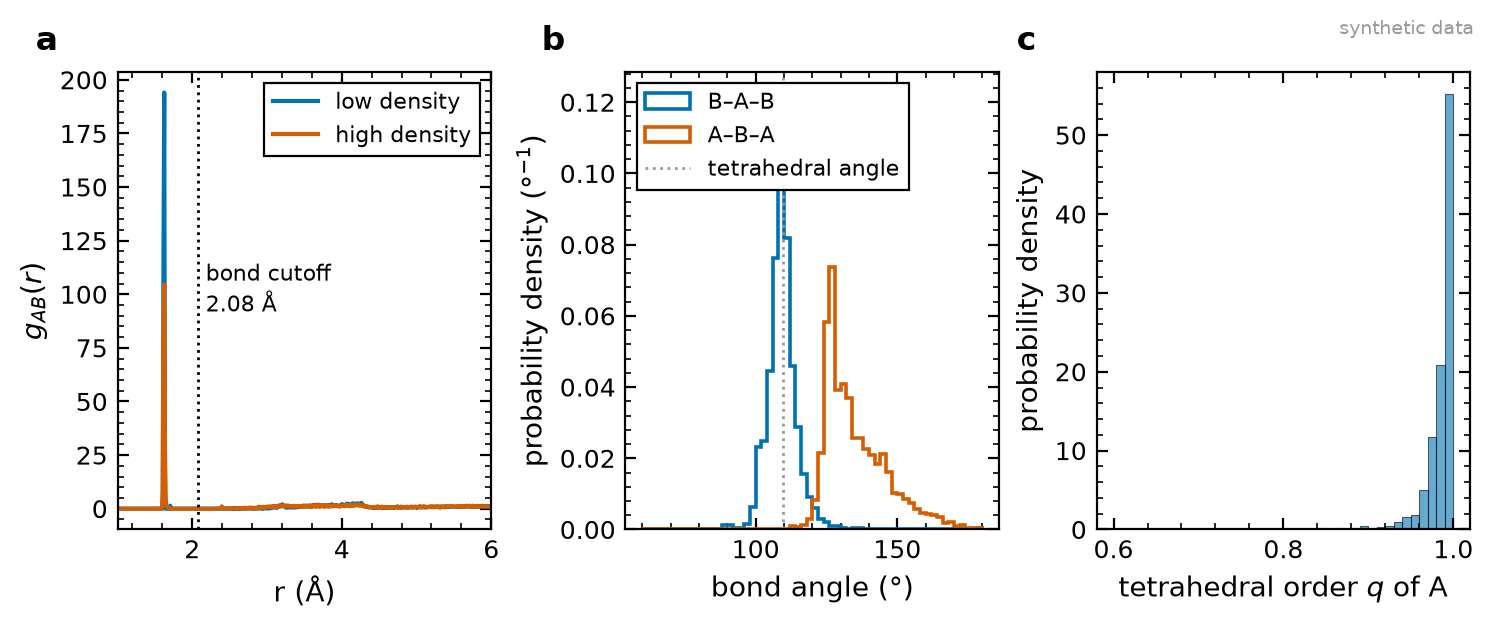 synthetic data
a
200
175
150
125
100
75
50
25
0
g_AB(r)
low density
high density
bond cutoff
2.08 Å
2 4 6
r (Å)
b
0.12
0.10
0.08
0.06
0.04
0.02
0.00
probability density (°⁻¹)
B–A–B
A–B–A
tetrahedral angle
100 150
bond angle (°)
c
50
40
30
20
10
0
probability density
0.6 0.8 1.0
tetrahedral order q of A